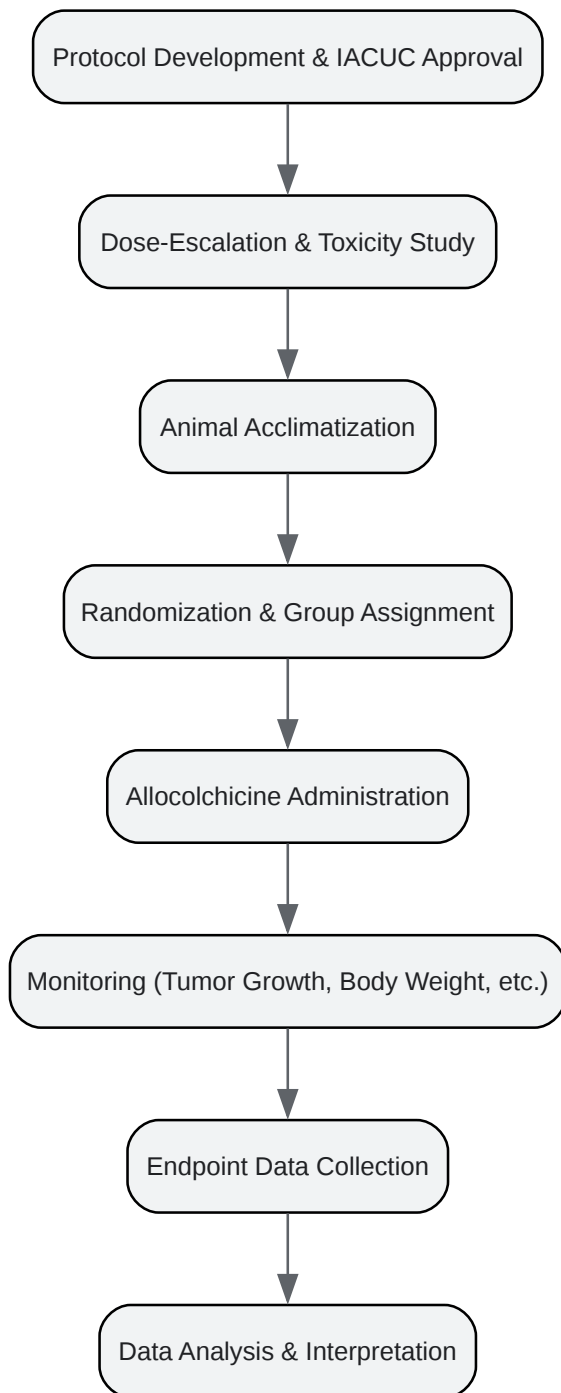 Protocol Development & IACUC Approval
Dose-Escalation & Toxicity Study
Animal Acclimatization
Randomization & Group Assignment
Allocolchicine Administration
Monitoring (Tumor Growth, Body Weight, etc.)
Endpoint Data Collection
Data Analysis & Interpretation